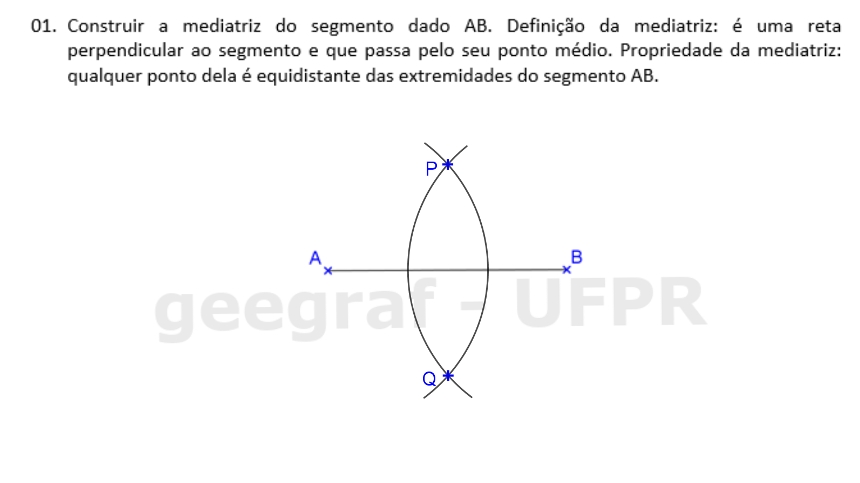 01. Construir a mediatriz do segmento dado AB. Definição da mediatriz: é uma reta
perpendicular ao segmento e que passa pelo seu ponto médio. Propriedade da mediatriz:
qualquer ponto dela é equidistante das extremidades do segmento AB.
P
A
B
geegraf - UFPR
Q